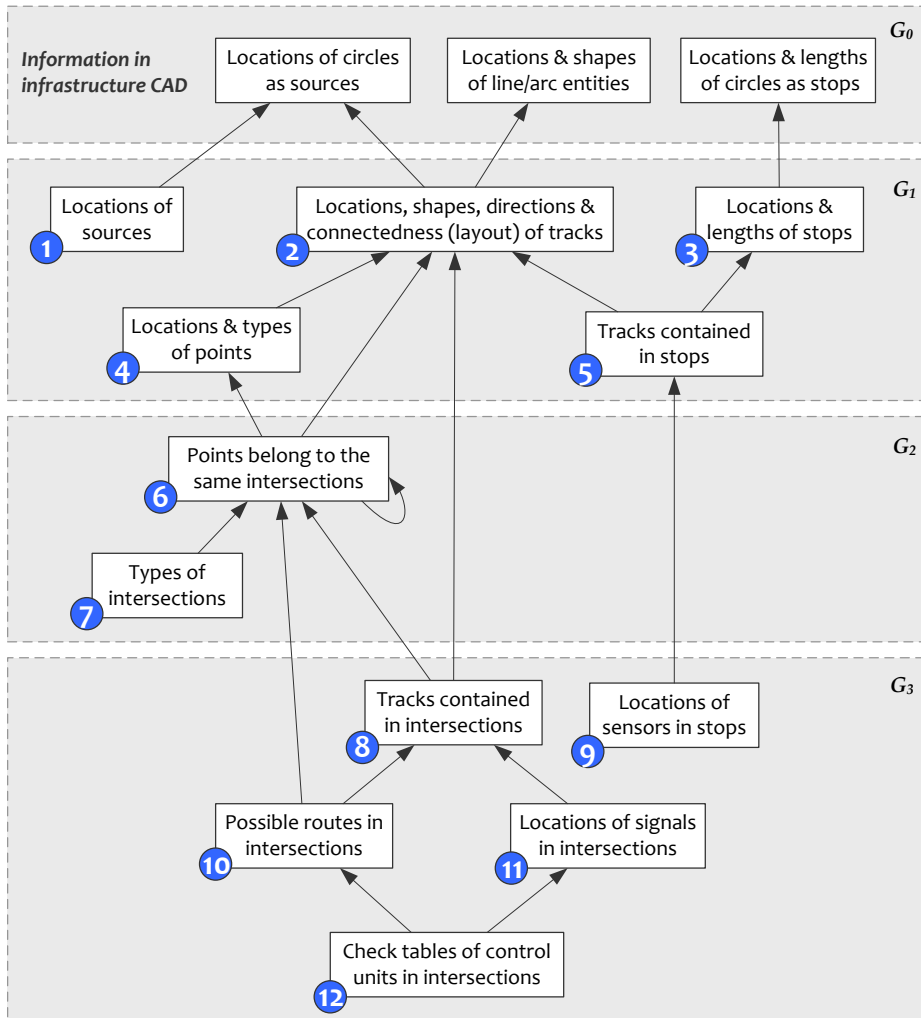 G0
Information in
infrastructure CAD
Locations of circles
as sources
Locations & shapes
of line/arc entities
Locations & lengths
of circles as stops
G1
Locations of
sources
1
Locations, shapes, directions &
connectedness (layout) of tracks
2
Locations &
lengths of stops
3
Locations & types
of points
4
Tracks contained
in stops
5
G2
Points belong to the
same intersections
6
Types of
intersections
7
G3
Tracks contained
in intersections
8
Locations of
sensors in stops
9
Possible routes in
intersections
10
Locations of signals
in intersections
11
Check tables of control
units in intersections
12